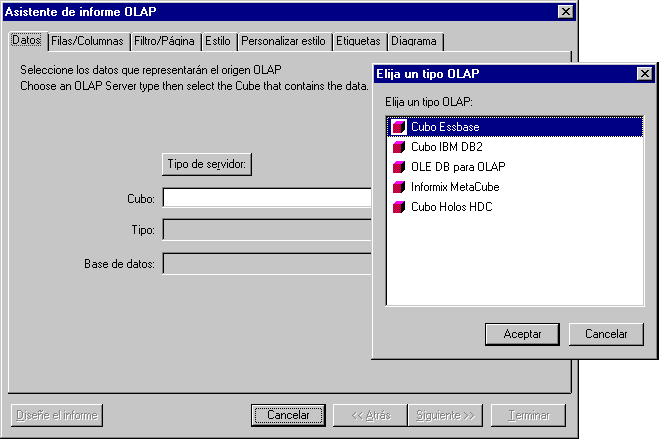 Asistente de informe OLAP
Datos Filas/Columnas Filtro/Página Estilo Personalizar estilo Etiquetas Diagrama
Seleccione los datos que representarán el origen OLAP
Choose an OLAP Server type then select the Cube that contains the data.
Tipo de servidor:
Cubo:
Tipo:
Base de datos:
Diseñe el informe Cancelar << Atrás Siguiente >> Terminar
Elija un tipo OLAP
Elija un tipo OLAP:
Cubo Essbase
Cubo IBM DB2
OLE DB para OLAP
Informix MetaCube
Cubo Holos HDC
Aceptar Cancelar